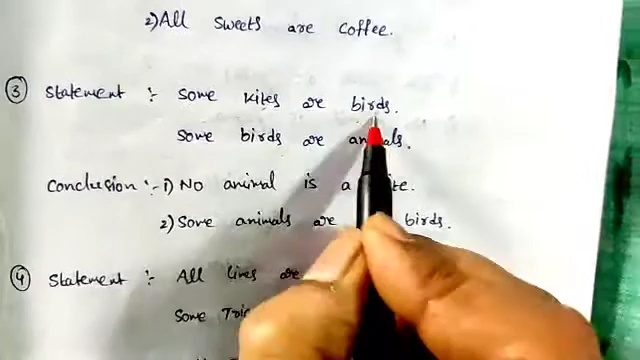 2) All sweets are coffee.
③ Statement :- Some kites are birds.
Some birds are animals.
Conclusion :- 1) No animal is a
2) Some animals are birds.
④ Statement :- All lives are
Some